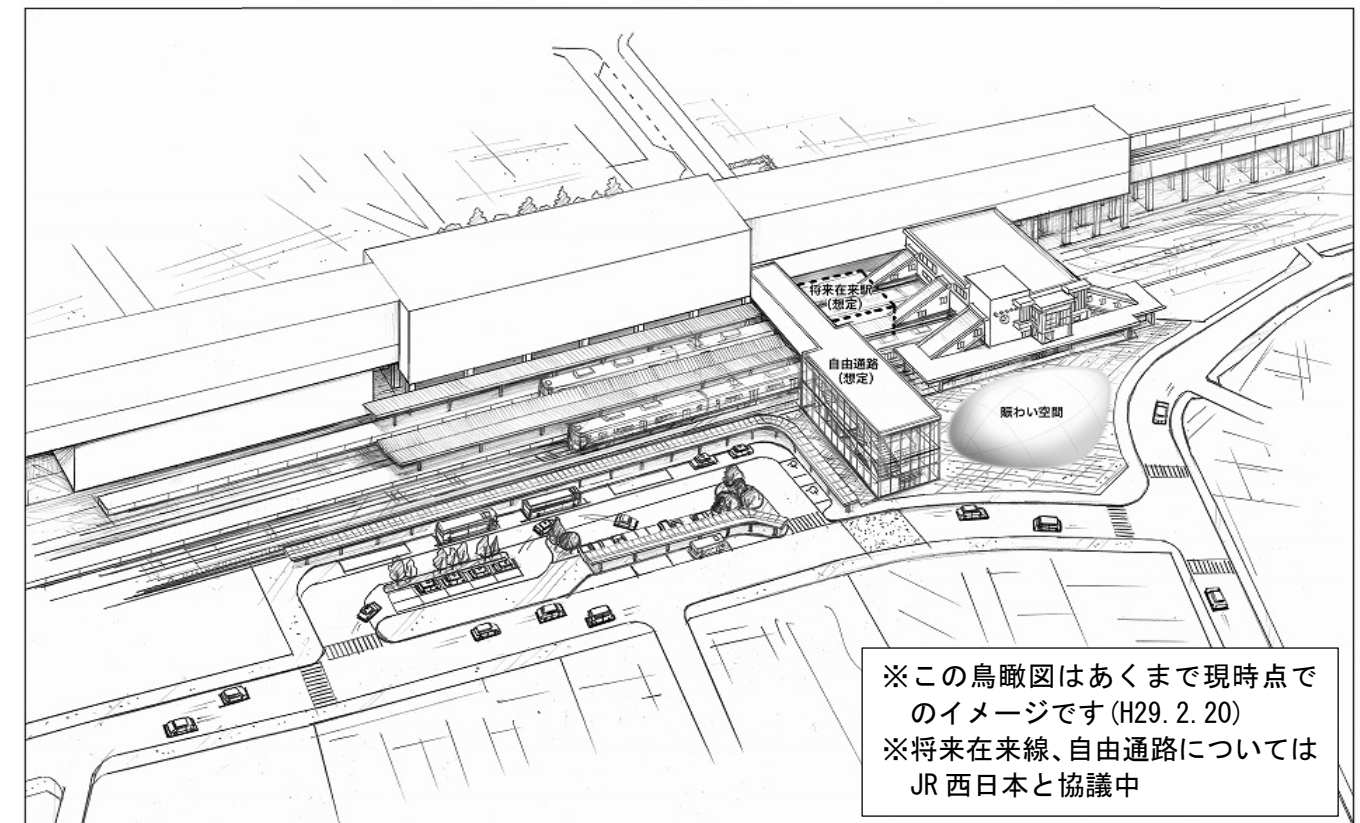 将来在来駅
(想定)
自由通路
(想定)
賑わい空間
※この鳥瞰図はあくまで現時点で
のイメージです(H29.2.20)
※将来在来線、自由通路については
JR西日本と協議中